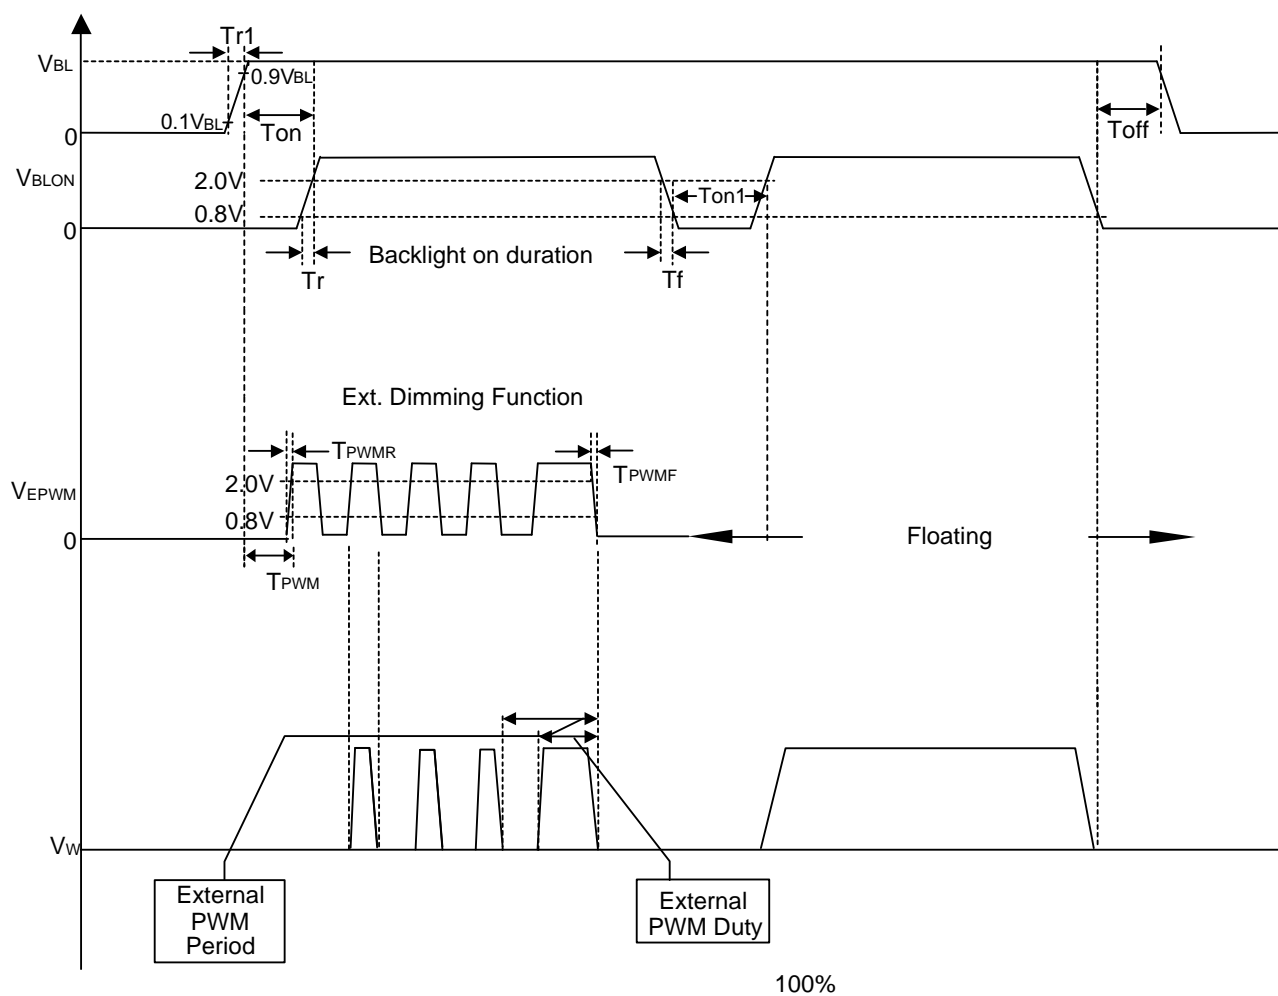 Tr1
VBL
0.9VBL
0.1VBL
Ton
Toff
0
VBLON
2.0V
Ton1
0.8V
0
Backlight on duration
Tr
Tf
Ext. Dimming Function
TPWMR
TPWMF
VEPWM
2.0V
0.8V
0
Floating
TPWM
VW
External
PWM
Period
External
PWM Duty
100%